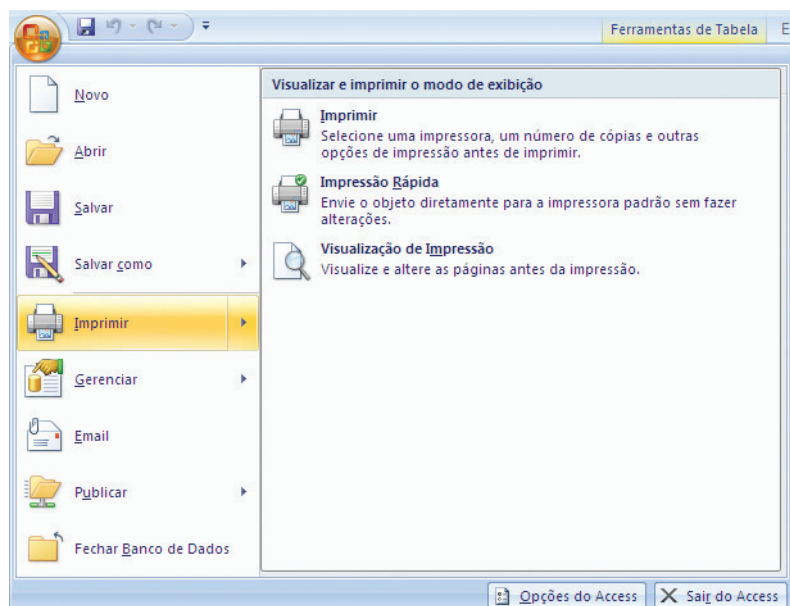 Ferramentas de Tabela
Novo
Abrir
Salvar
Salvar como
Imprimir
Gerenciar
Email
Publicar
Fechar Banco de Dados
Visualizar e imprimir o modo de exibição
Imprimir
Selecione uma impressora, um número de cópias e outras
opções de impressão antes de imprimir.
Impressão Rápida
Envie o objeto diretamente para a impressora padrão sem fazer
alterações.
Visualização de Impressão
Visualize e altere as páginas antes da impressão.
Opções do Access
Sair do Access